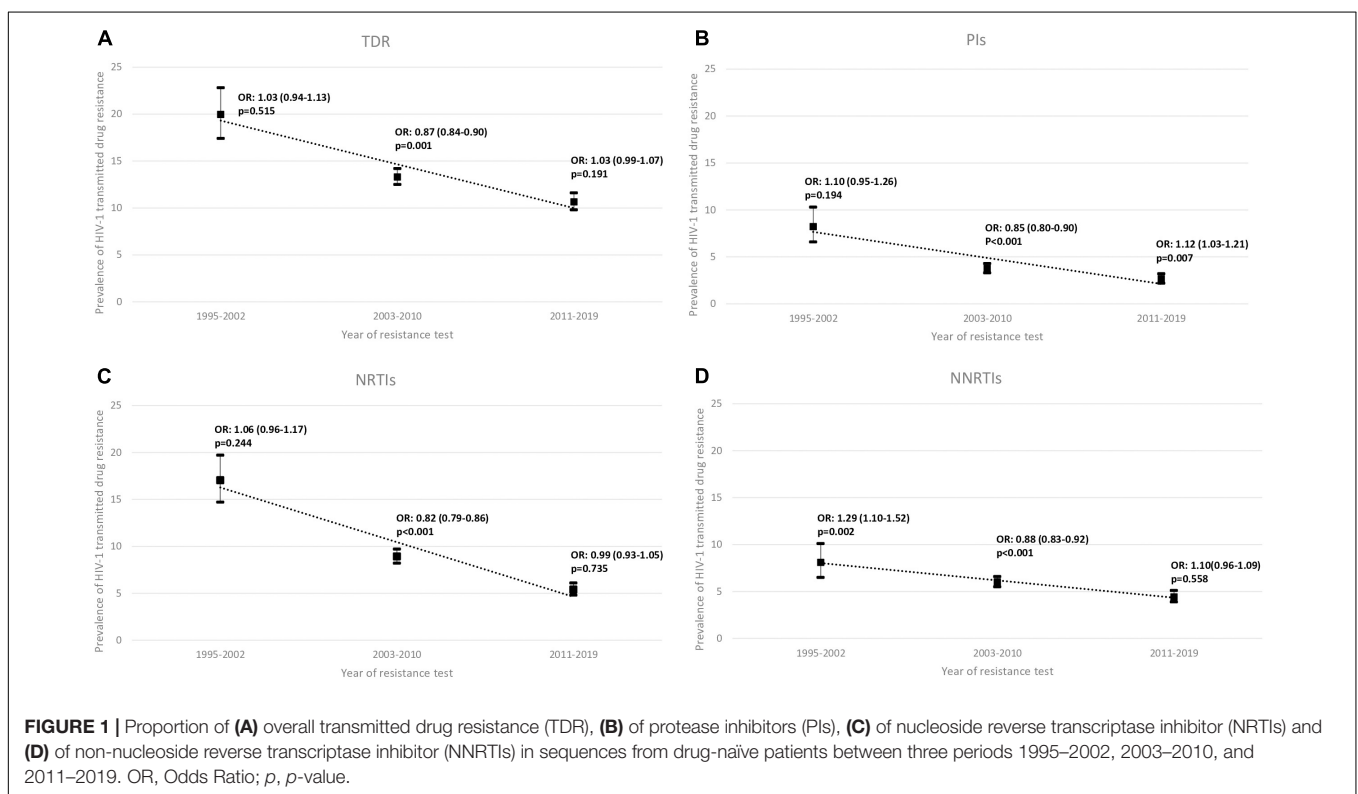 A
TDR
Prevalence of HIV-1 transmitted drug resistance
25
20
15
10
5
0
OR: 1.03 (0.94-1.13)
p=0.515
OR: 0.87 (0.84-0.90)
p=0.001
OR: 1.03 (0.99-1.07)
p=0.191
1995-2002
2003-2010
2011-2019
Year of resistance test
B
PIs
Prevalence of HIV-1 transmitted drug resistance
25
20
15
10
5
0
OR: 1.10 (0.95-1.26)
p=0.194
OR: 0.85 (0.80-0.90)
P<0.001
OR: 1.12 (1.03-1.21)
p=0.007
1995-2002
2003-2010
2011-2019
Year of resistance test
C
NRTIs
Prevalence of HIV-1 transmitted drug resistance
25
20
15
10
5
0
OR: 1.06 (0.96-1.17)
p=0.244
OR: 0.82 (0.79-0.86)
p<0.001
OR: 0.99 (0.93-1.05)
p=0.735
1995-2002
2003-2010
2011-2019
Year of resistance test
D
NNRTIs
Prevalence of HIV-1 transmitted drug resistance
25
20
15
10
5
0
OR: 1.29 (1.10-1.52)
p=0.002
OR: 0.88 (0.83-0.92)
p<0.001
OR: 1.10(0.96-1.09)
p=0.558
1995-2002
2003-2010
2011-2019
Year of resistance test
FIGURE 1 | Proportion of (A) overall transmitted drug resistance (TDR), (B) of protease inhibitors (PIs), (C) of nucleoside reverse transcriptase inhibitor (NRTIs) and
(D) of non-nucleoside reverse transcriptase inhibitor (NNRTIs) in sequences from drug-naïve patients between three periods 1995–2002, 2003–2010, and
2011–2019. OR, Odds Ratio; p, p-value.